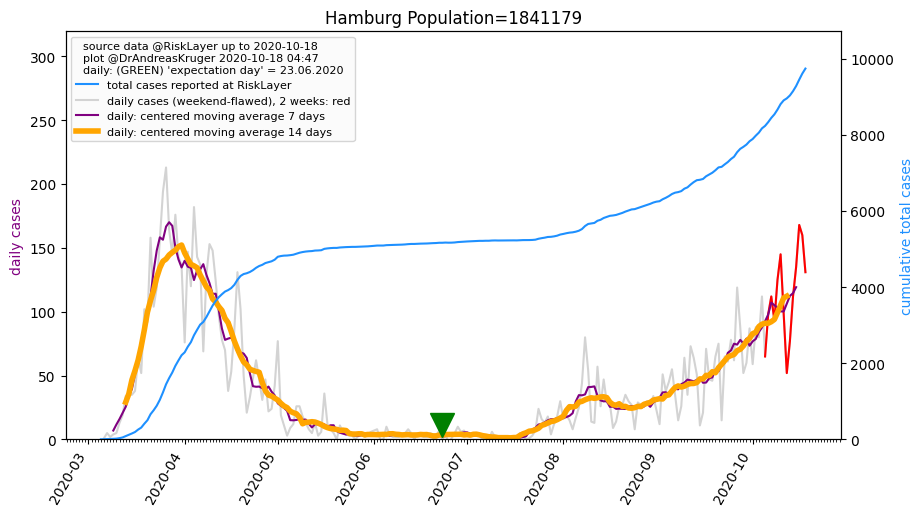 Hamburg Population=1841179
source data @RiskLayer up to 2020-10-18
plot @DrAndreasKruger 2020-10-18 04:47
daily: (GREEN) 'expectation day' = 23.06.2020
total cases reported at RiskLayer
daily cases (weekend-flawed), 2 weeks: red
daily: centered moving average 7 days
daily: centered moving average 14 days
daily cases
300
250
200
150
100
50
0
cumulative total cases
10000
8000
6000
4000
2000
0
2020-03
2020-04
2020-05
2020-06
2020-07
2020-08
2020-09
2020-10